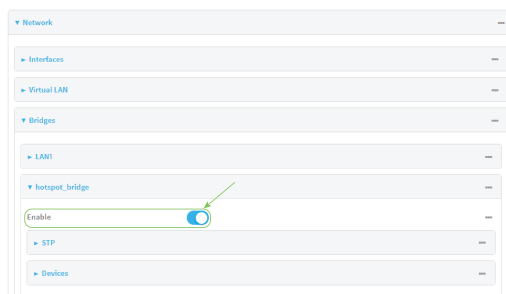 Network
Interfaces
Virtual LAN
Bridges
LAN1
hotspot_bridge
Enable
STP
Devices